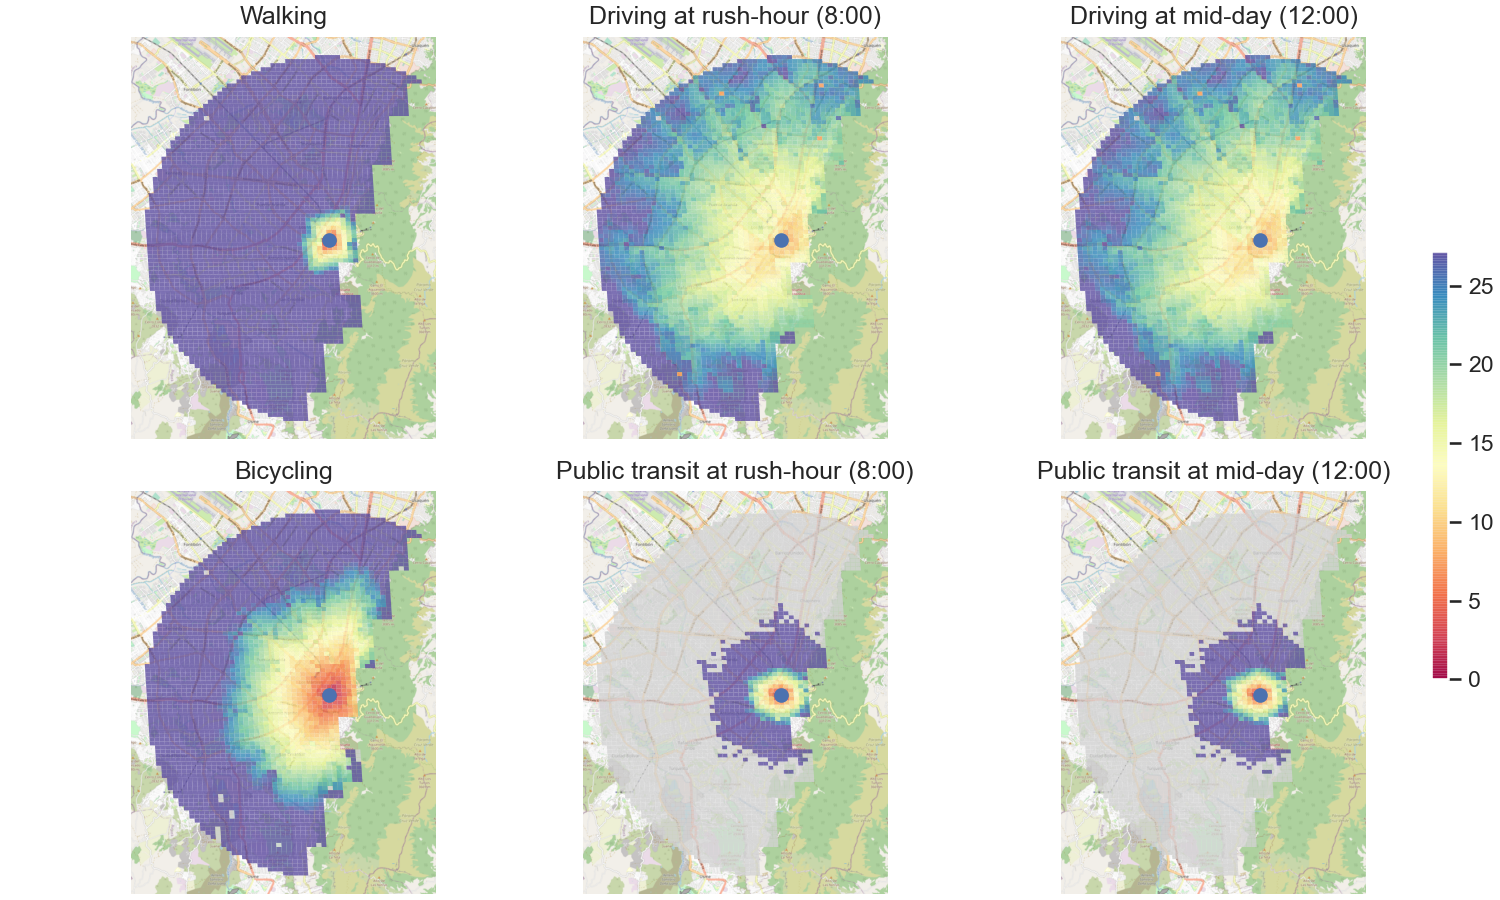 Walking
Driving at rush-hour (8:00)
Driving at mid-day (12:00)
25
20
15
10
5
0
Bicycling
Public transit at rush-hour (8:00)
Public transit at mid-day (12:00)